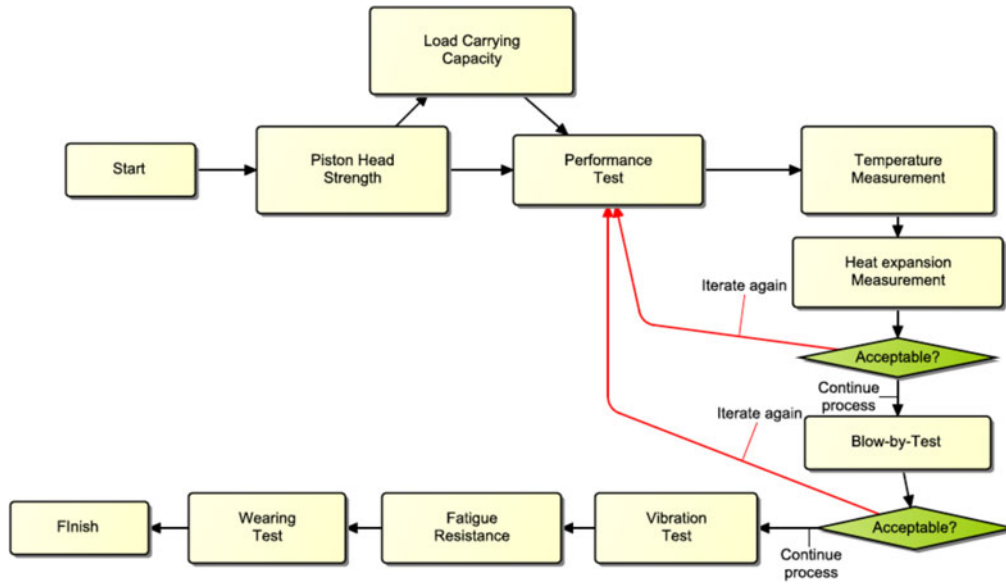 Load Carrying
Capacity
Start
Piston Head
Strength
Performance
Test
Temperature
Measurement
Heat expansion
Measurement
Iterate again
Acceptable?
Continue
process
Iterate again
Blow-by-Test
FInish
Wearing
Test
Fatigue
Resistance
Vibration
Test
Acceptable?
Continue
process